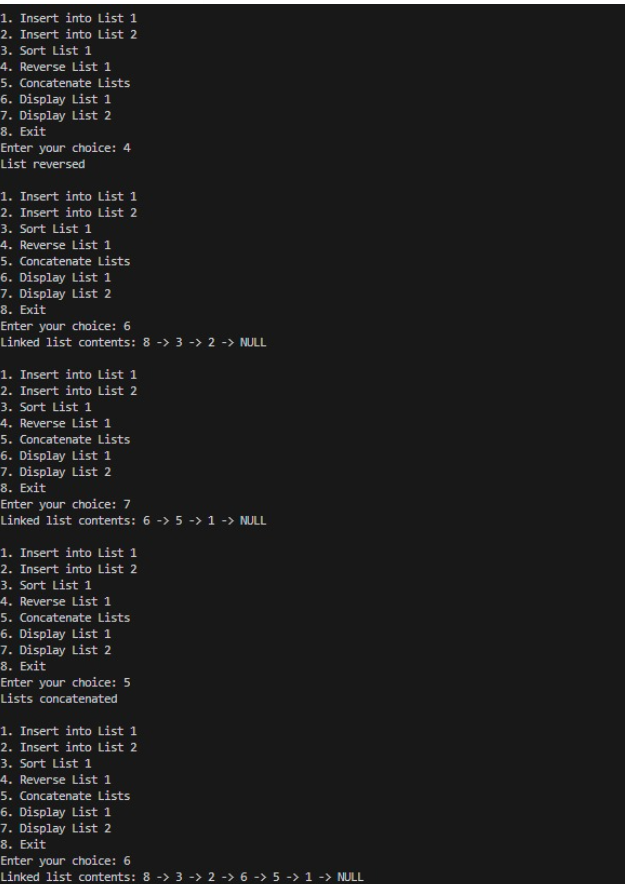 1. Insert into List 1
2. Insert into List 2
3. Sort List 1
4. Reverse List 1
5. Concatenate Lists
6. Display List 1
7. Display List 2
8. Exit
Enter your choice: 4
List reversed

1. Insert into List 1
2. Insert into List 2
3. Sort List 1
4. Reverse List 1
5. Concatenate Lists
6. Display List 1
7. Display List 2
8. Exit
Enter your choice: 6
Linked list contents: 8 -> 3 -> 2 -> NULL

1. Insert into List 1
2. Insert into List 2
3. Sort List 1
4. Reverse List 1
5. Concatenate Lists
6. Display List 1
7. Display List 2
8. Exit
Enter your choice: 7
Linked list contents: 6 -> 5 -> 1 -> NULL

1. Insert into List 1
2. Insert into List 2
3. Sort List 1
4. Reverse List 1
5. Concatenate Lists
6. Display List 1
7. Display List 2
8. Exit
Enter your choice: 5
Lists concatenated

1. Insert into List 1
2. Insert into List 2
3. Sort List 1
4. Reverse List 1
5. Concatenate Lists
6. Display List 1
7. Display List 2
8. Exit
Enter your choice: 6
Linked list contents: 8 -> 3 -> 2 -> 6 -> 5 -> 1 -> NULL